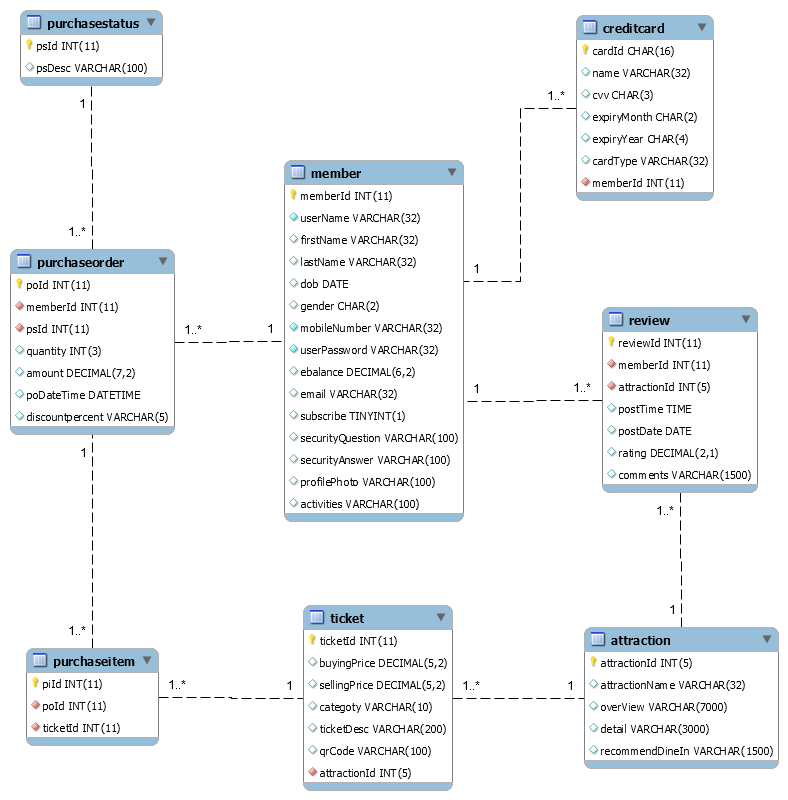 purchasestatus
psId INT(11)
psDesc VARCHAR(100)
1
1..*
purchaseorder
poId INT(11)
memberId INT(11)
psId INT(11)
quantity INT(3)
amount DECIMAL(7,2)
poDateTime DATETIME
discountpercent VARCHAR(5)
1..*
1
1
1..*
purchaseitem
piId INT(11)
poId INT(11)
ticketId INT(11)
1..*
1
member
memberId INT(11)
userName VARCHAR(32)
firstName VARCHAR(32)
lastName VARCHAR(32)
dob DATE
gender CHAR(2)
mobileNumber VARCHAR(32)
userPassword VARCHAR(32)
ebalance DECIMAL(6,2)
email VARCHAR(32)
subscribe TINYINT(1)
securityQuestion VARCHAR(100)
securityAnswer VARCHAR(100)
profilePhoto VARCHAR(100)
activities VARCHAR(100)
1
1..*
creditcard
cardId CHAR(16)
name VARCHAR(32)
cvv CHAR(3)
expiryMonth CHAR(2)
expiryYear CHAR(4)
cardType VARCHAR(32)
memberId INT(11)
1
1..*
review
reviewId INT(11)
memberId INT(11)
attractionId INT(5)
postTime TIME
postDate DATE
rating DECIMAL(2,1)
comments VARCHAR(1500)
1..*
1
ticket
ticketId INT(11)
buyingPrice DECIMAL(5,2)
sellingPrice DECIMAL(5,2)
categoty VARCHAR(10)
ticketDesc VARCHAR(200)
qrCode VARCHAR(100)
attractionId INT(5)
1..*
1
attraction
attractionId INT(5)
attractionName VARCHAR(32)
overView VARCHAR(7000)
detail VARCHAR(3000)
recommendDineIn VARCHAR(1500)